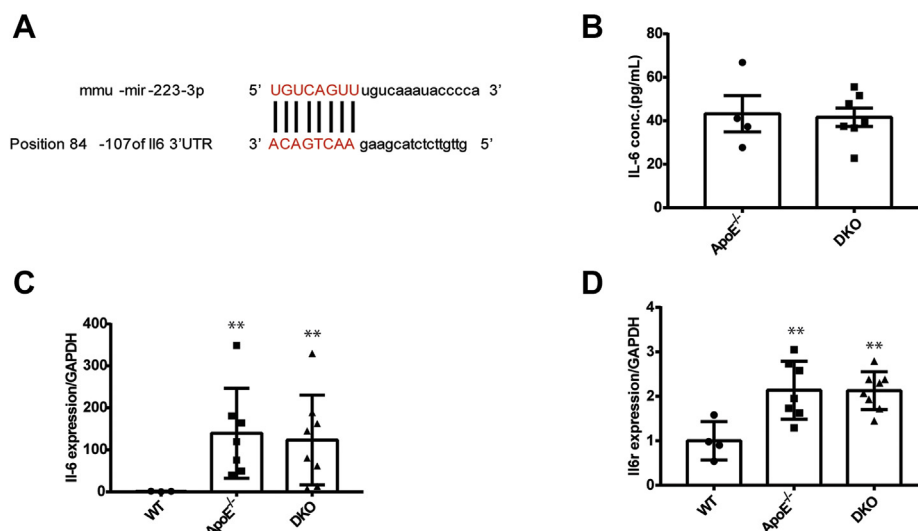 A
mmu -mir-223-3p 5' UGUCAGUUugucaaauacccca 3'
Position 84 -107of Il6 3'UTR 3' ACAGTCAA gaagcatctcttgttg 5'
B
IL-6 conc.(pg/mL)
80
60
40
20
0
ApoE-/-
DKO
C
Il-6 expression/GAPDH
400
300
200
100
0
**
**
WT
ApoE-/-
DKO
D
Il6r expression/GAPDH
4
3
2
1
0
**
**
WT
ApoE-/-
DKO